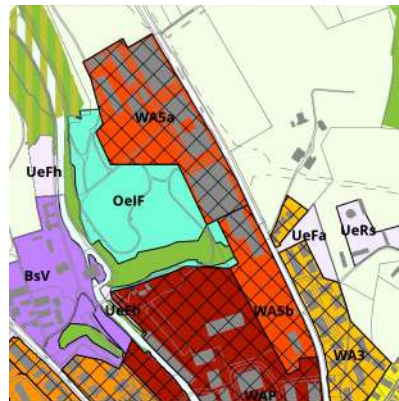 WA5a
UeFh
OeIF
UeFa
UeRs
BsV
UeFh
WA5b
WA3
WAP